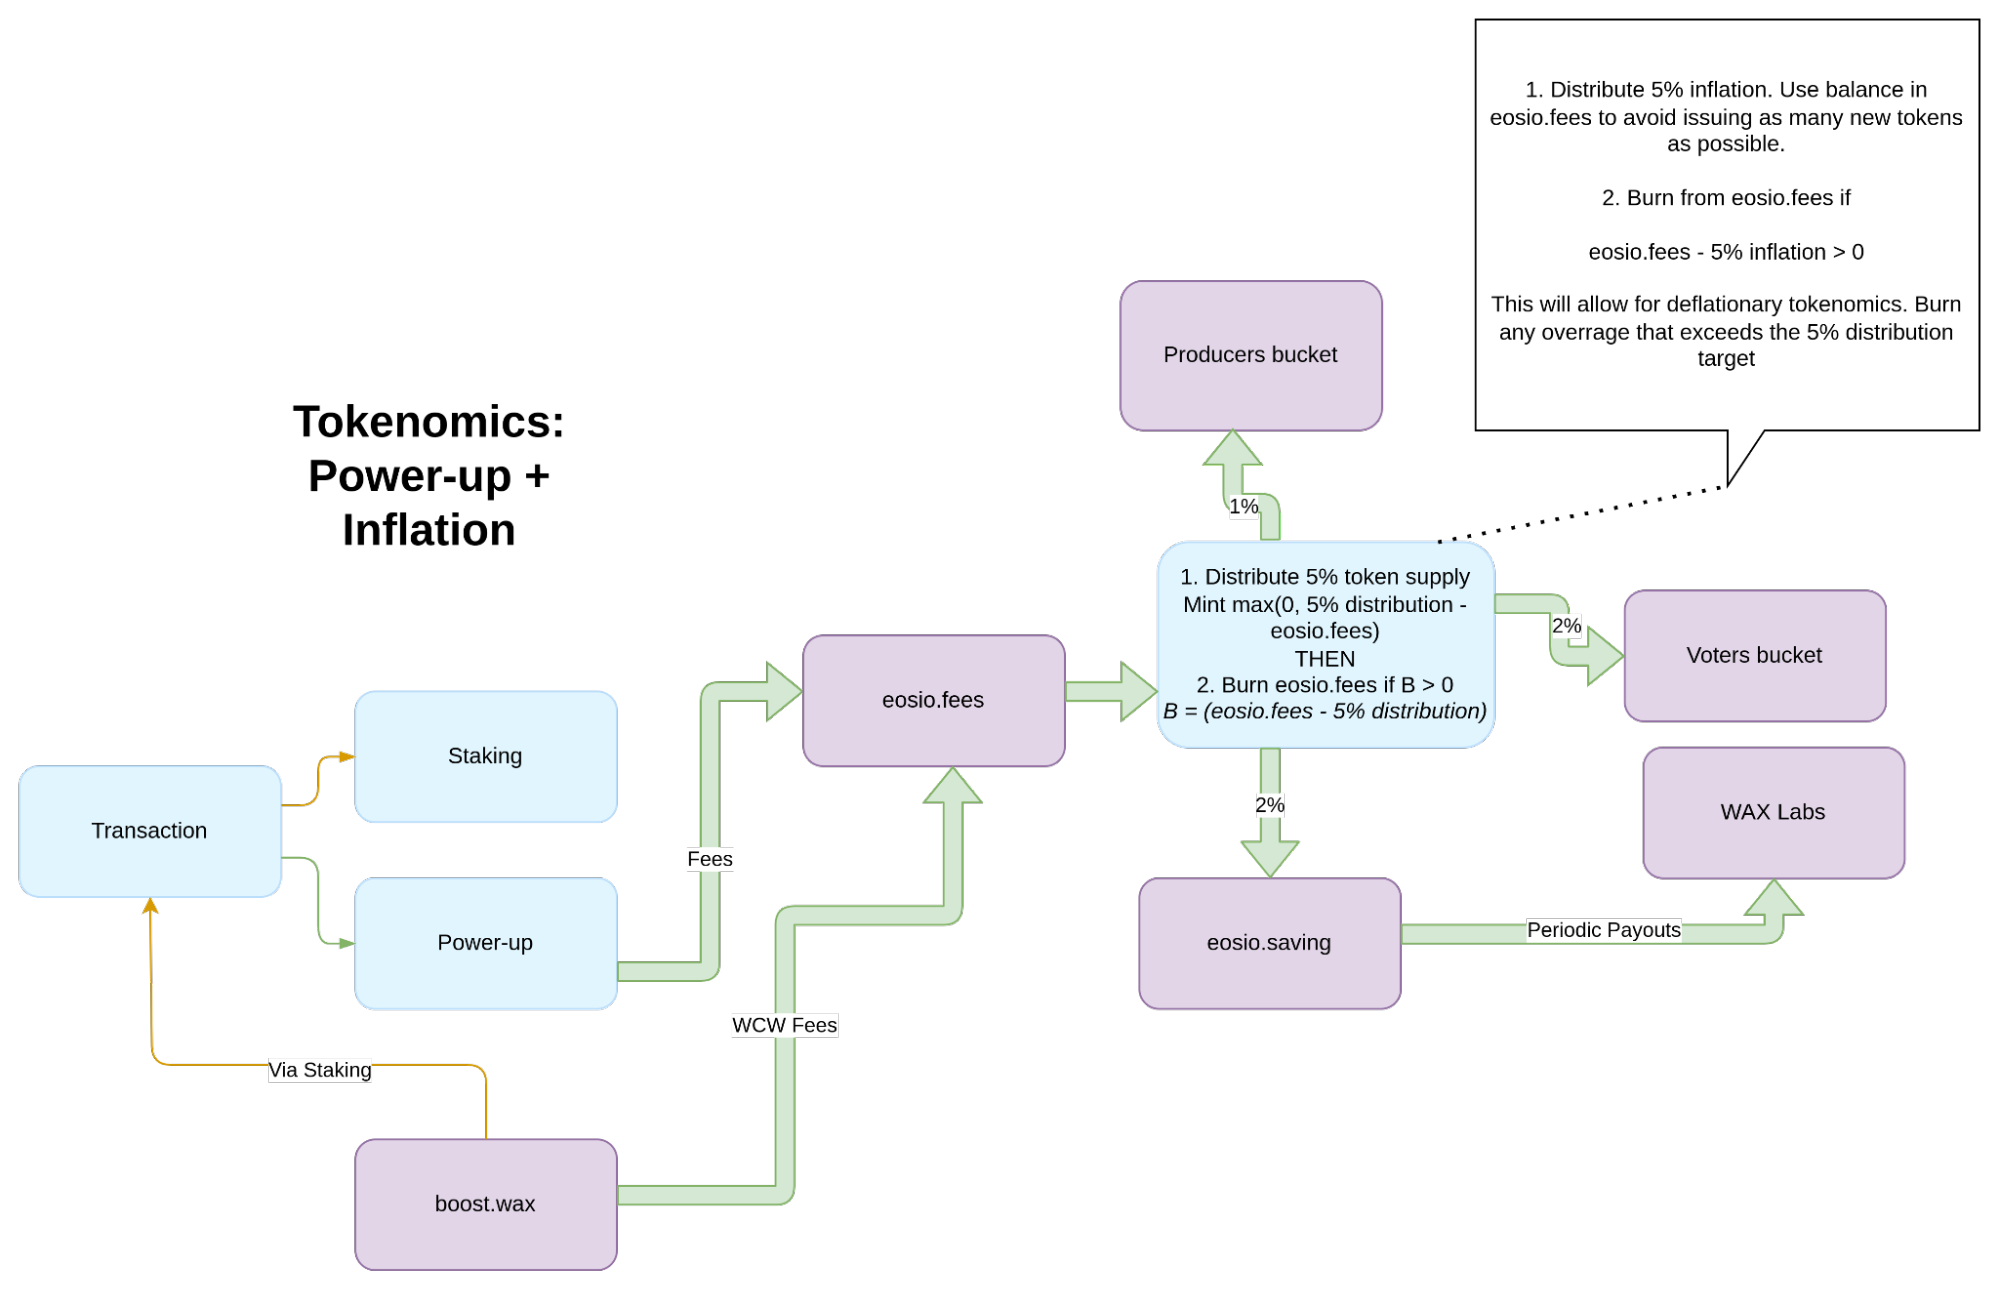 1. Distribute 5% inflation. Use balance in
eosio.fees to avoid issuing as many new tokens
as possible.
2. Burn from eosio.fees if
eosio.fees - 5% inflation > 0
This will allow for deflationary tokenomics. Burn
any overrage that exceeds the 5% distribution
target
Producers bucket
Tokenomics:
Power-up +
Inflation
1%
1. Distribute 5% token supply
Mint max(0, 5% distribution -
eosio.fees)
THEN
2. Burn eosio.fees if B > 0
B = (eosio.fees - 5% distribution)
2%
Voters bucket
eosio.fees
Staking
Transaction
Power-up
Fees
2%
WAX Labs
eosio.saving
Periodic Payouts
WCW Fees
Via Staking
boost.wax